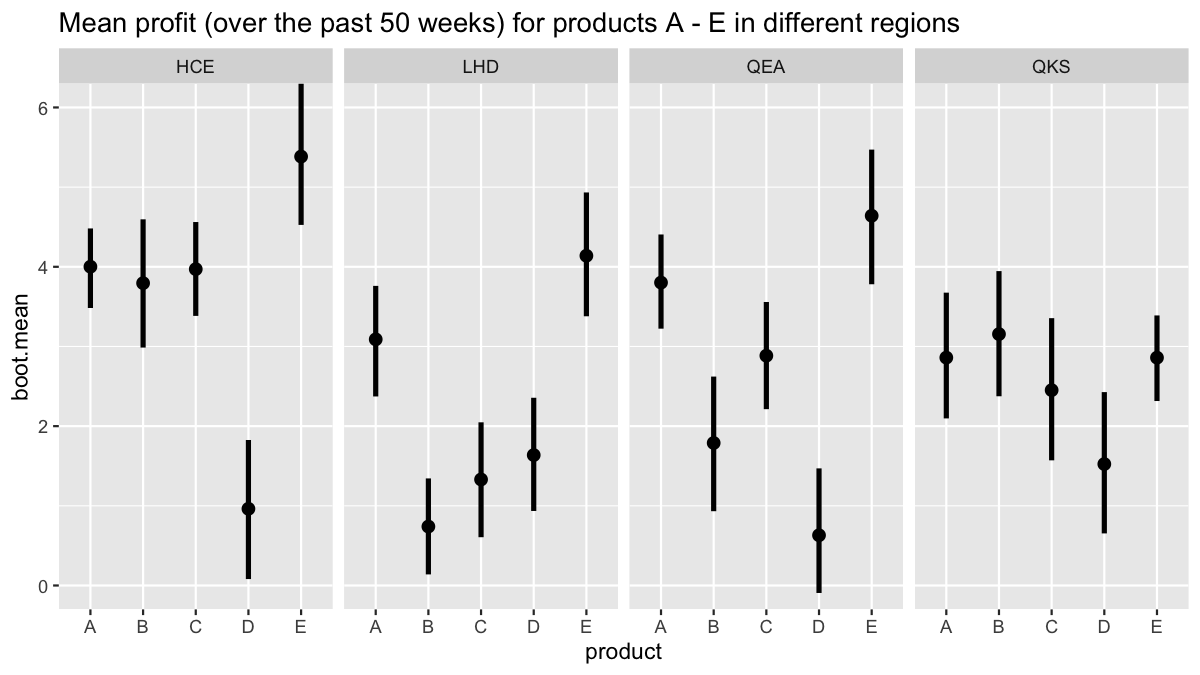 Mean profit (over the past 50 weeks) for products A - E in different regions
HCE LHD QEA QKS
6
4
2
0
boot.mean
A B C D E A B C D E A B C D E A B C D E
product